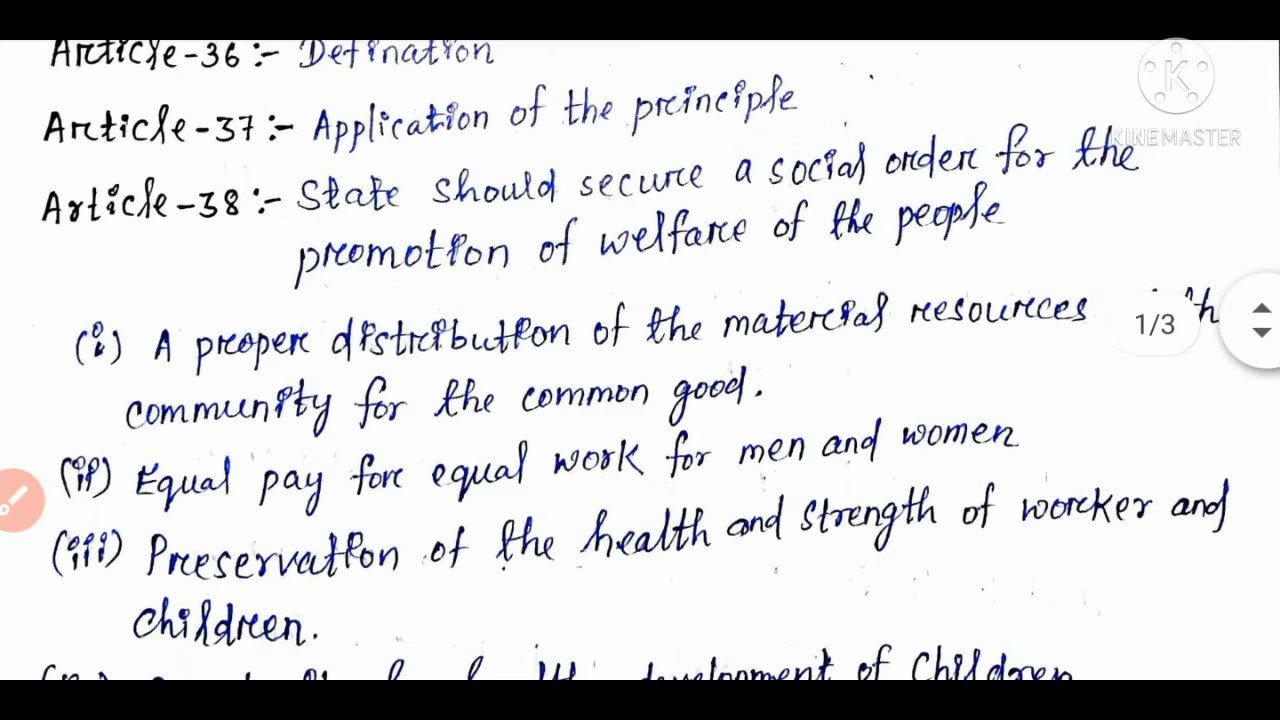 Article-36 :- Defination
Article-37 :- Application of the principle
KINEMASTER
Article-38 :- State should secure a social order for the
promotion of welfare of the people
(i) A proper distribution of the material resources
1/3
community for the common good.
(ii) Equal pay for equal work for men and women
(iii) Preservation of the health and strength of worker and
children.
development of Children